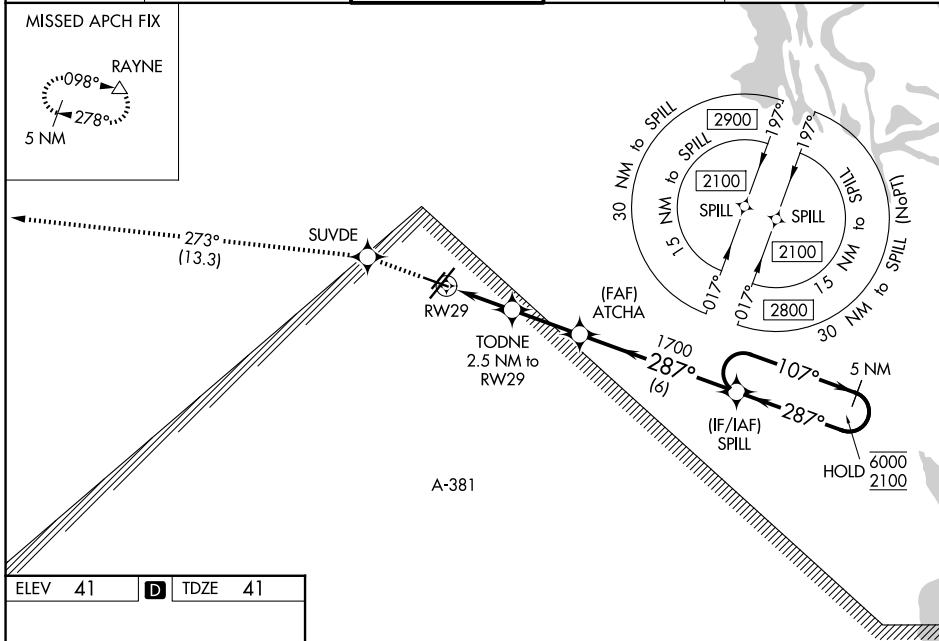 MISSED APCH FIX
RAYNE
098°
278°
5 NM
30 NM to SPILL
15 NM to SPILL
2900
2100
197°
017°
SPILL
197°
SPILL
2100
2800
017°
15 NM to SPILL
30 NM to SPILL (NoPT)
273°
(13.3)
SUVDE
RW29
TODNE
2.5 NM to
RW29
(FAF)
ATCHA
1700
287°
(6)
(IF/IAF)
SPILL
107°
5 NM
287°
HOLD
6000
2100
A-381
ELEV 41 D TDZE 41